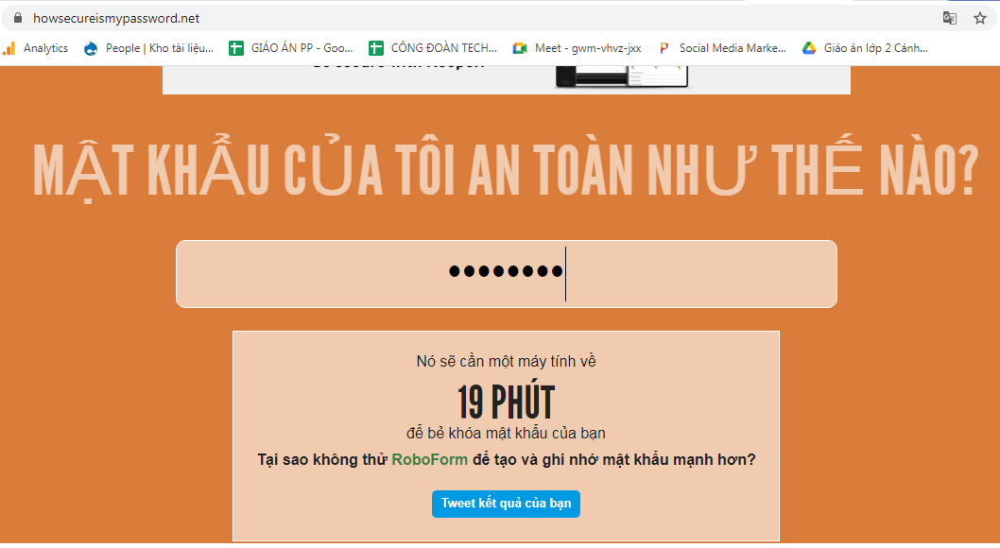 howsecureismypassword.net
Analytics People | Kho tài liệu... GIÁO ÁN PP - Goo... CÔNG ĐOÀN TECH... Meet - gwm-vhvz-jxx Social Media Marke... Giáo án lớp 2 Cánh...
MẬT KHẨU CỦA TÔI AN TOÀN NHƯ THẾ NÀO?
Nó sẽ cần một máy tính về
19 PHÚT
để bẻ khóa mật khẩu của bạn
Tại sao không thử RoboForm để tạo và ghi nhớ mật khẩu mạnh hơn?
Tweet kết quả của bạn